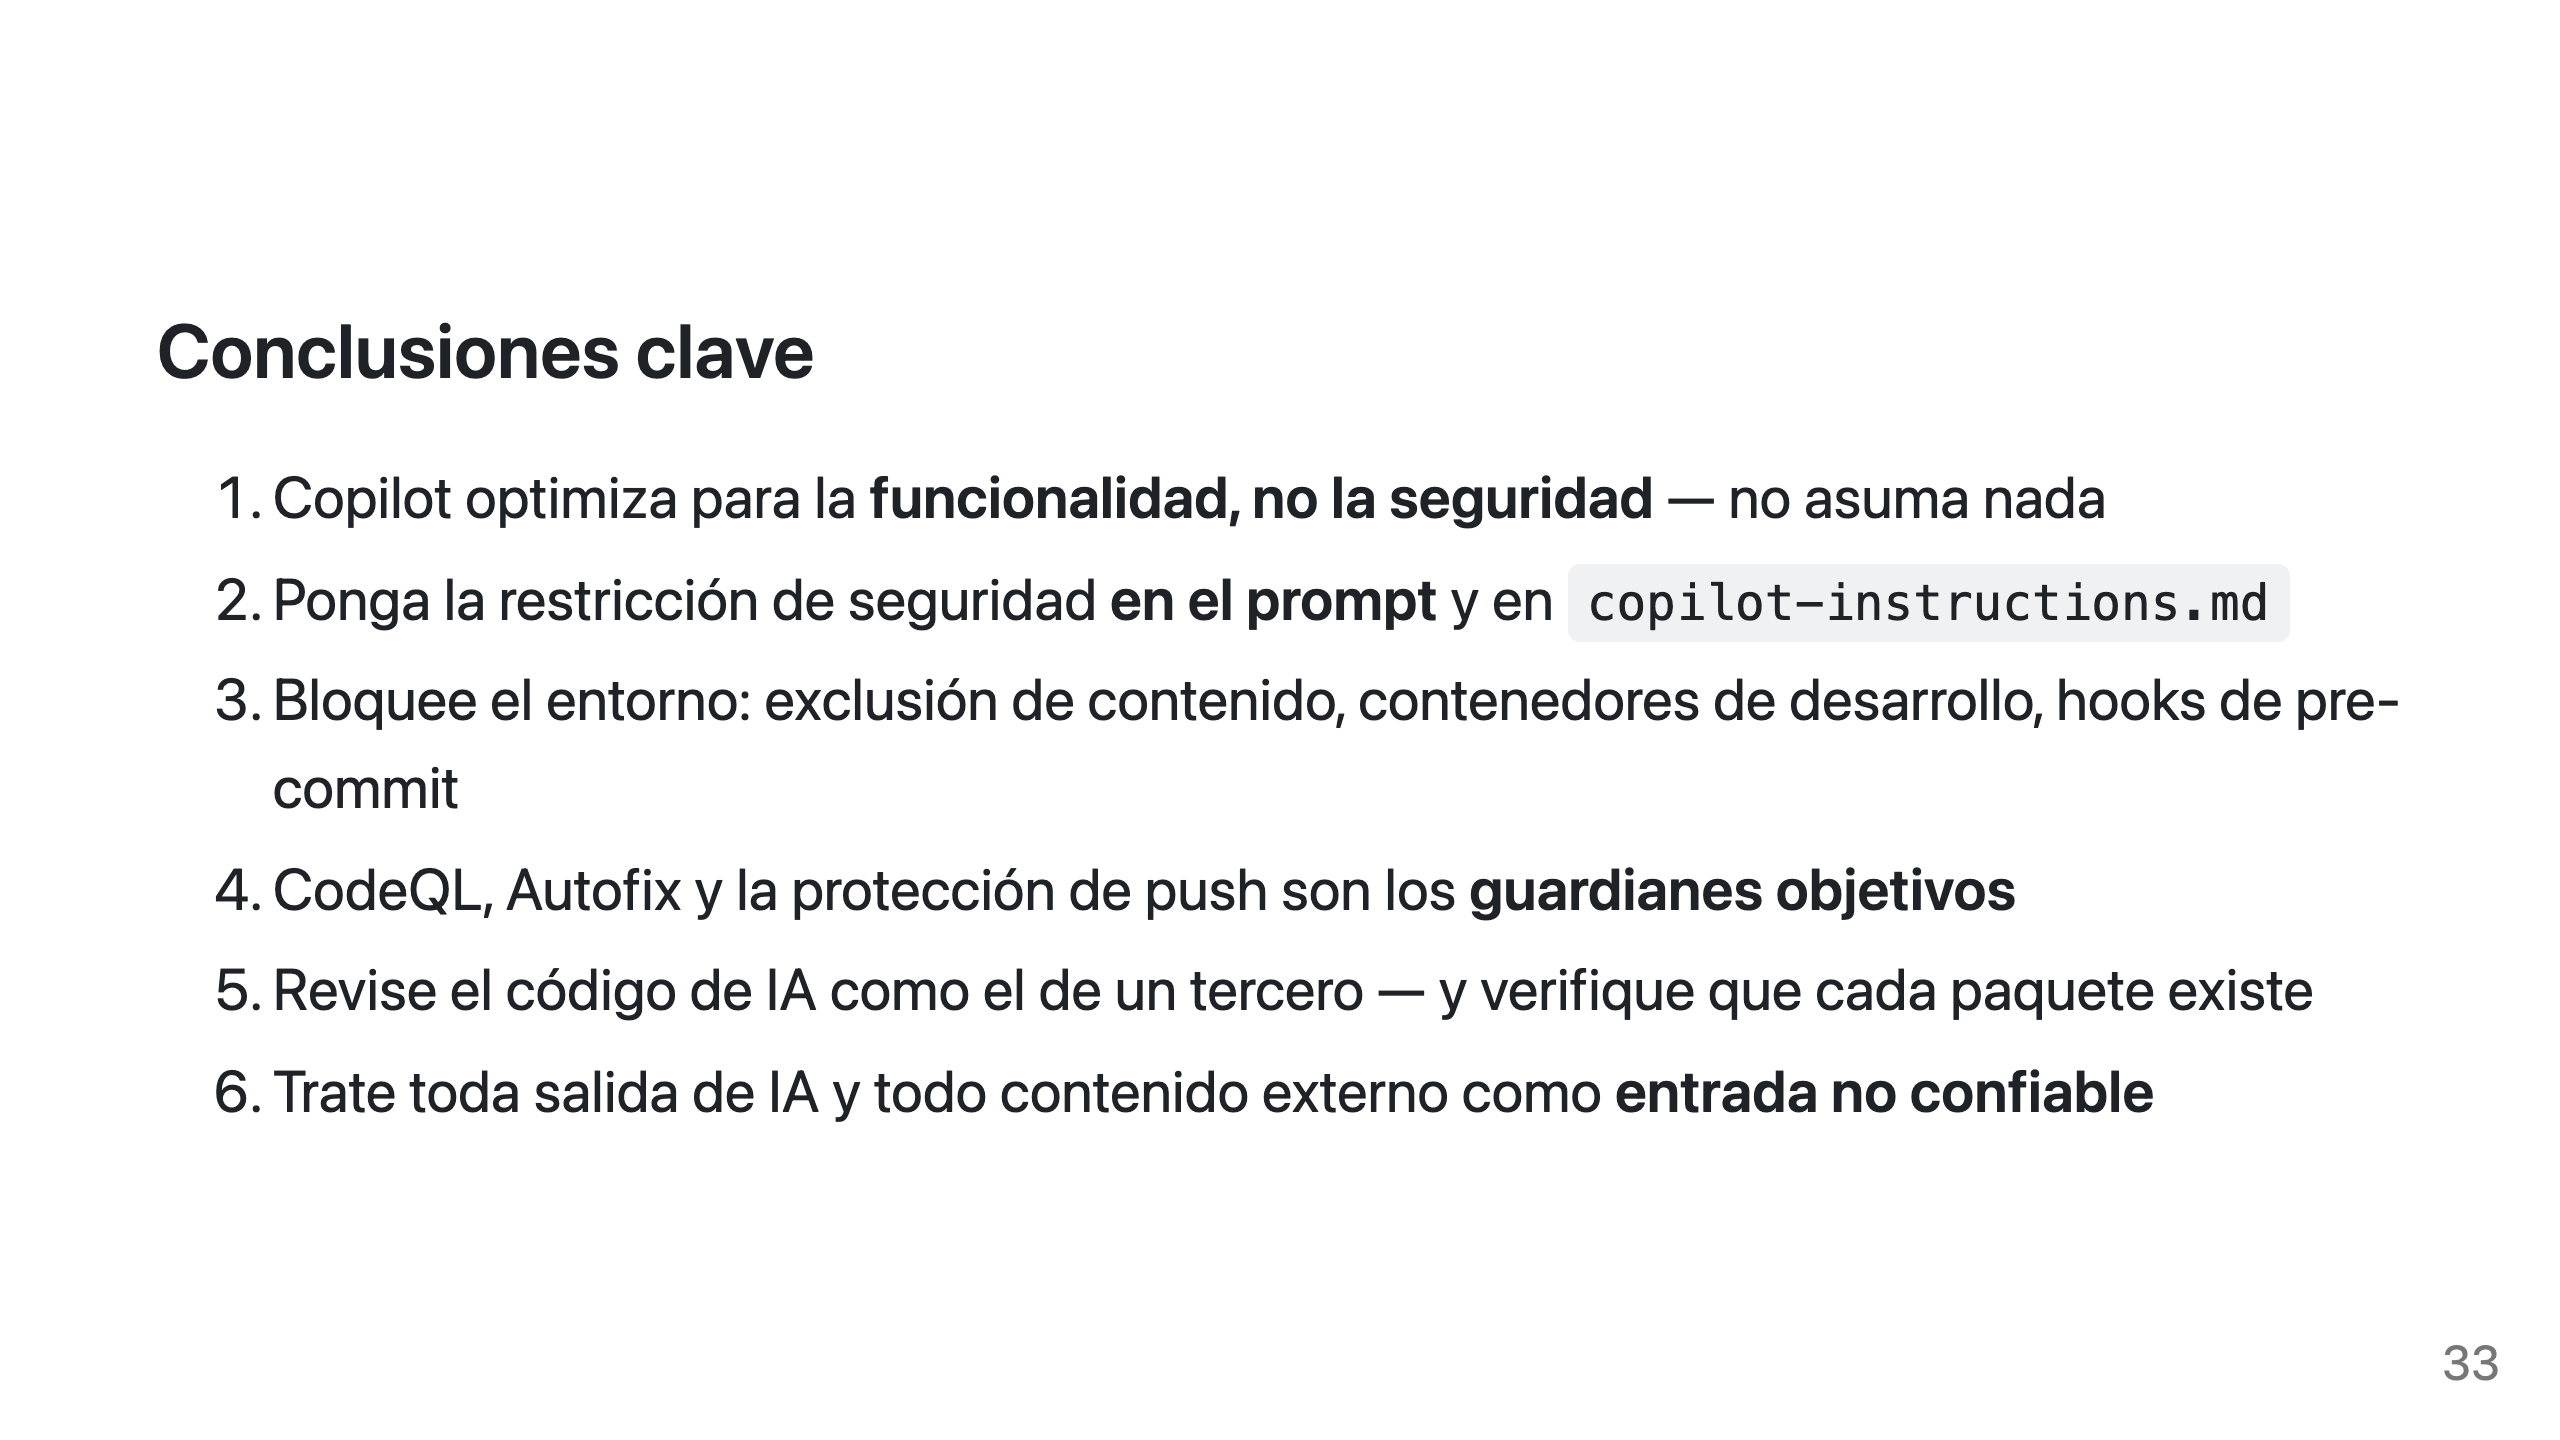 Conclusiones clave
1. Copilot optimiza para la funcionalidad, no la seguridad — no asuma nada
2. Ponga la restricción de seguridad en el prompt y en copilot-instructions.md
3. Bloquee el entorno: exclusión de contenido, contenedores de desarrollo, hooks de pre-
commit
4. CodeQL, Autofix y la protección de push son los guardianes objetivos
5. Revise el código de IA como el de un tercero — y verifique que cada paquete existe
6. Trate toda salida de IA y todo contenido externo como entrada no confiable
33